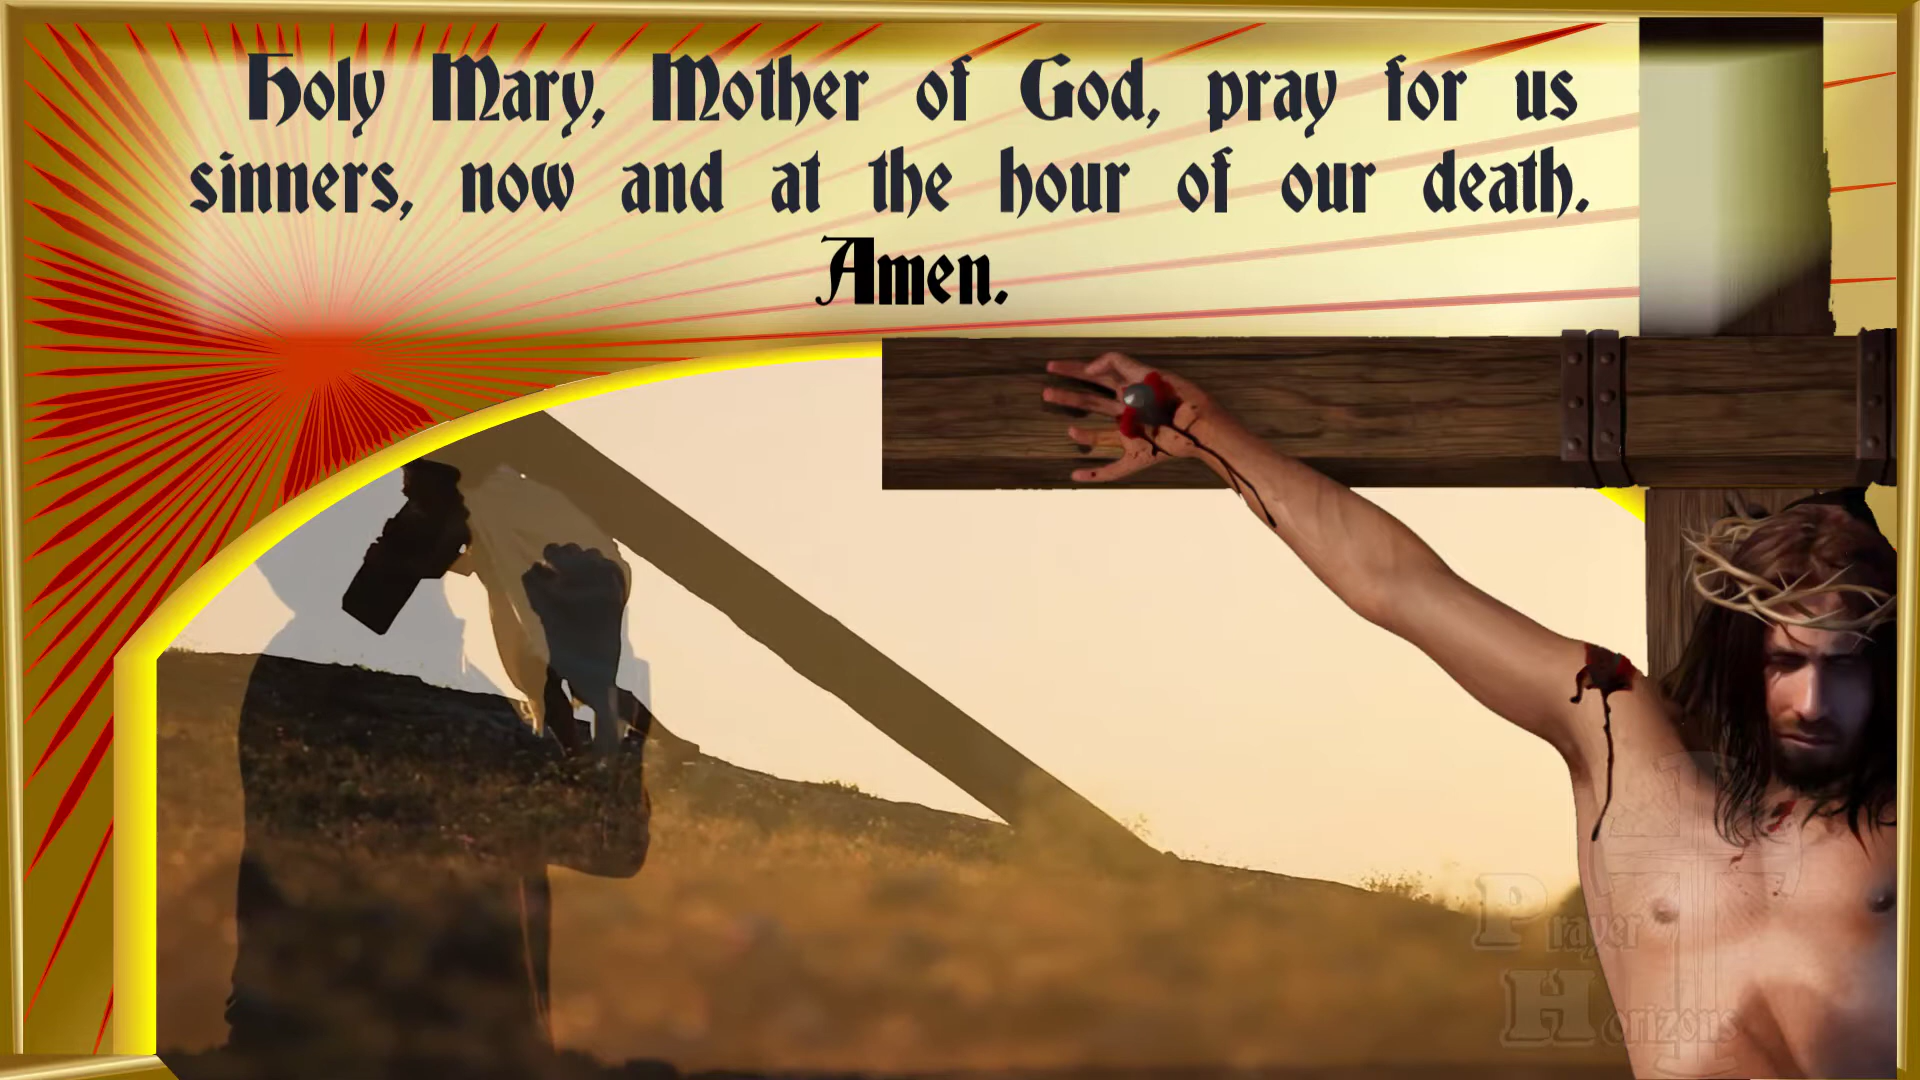 Holy Mary, Mother of God, pray for us
sinners, now and at the hour of our death.
Amen.
Prayer
Horizons